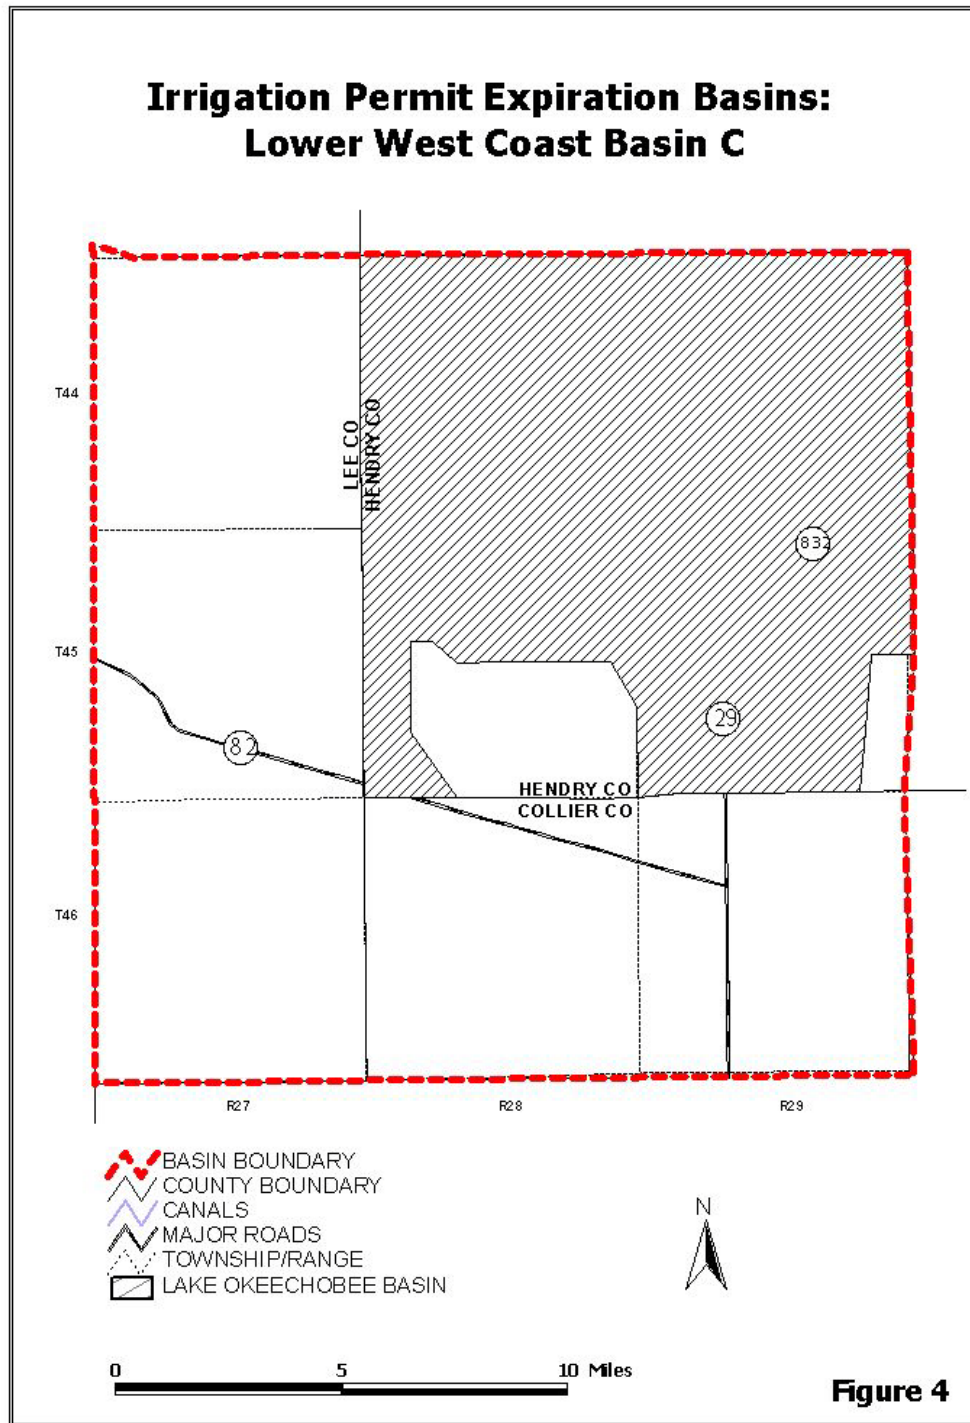 Irrigation Permit Expiration Basins:
Lower West Coast Basin C
T44
LEE CO
HENDRY CO
832
T45
29
82
HENDRY CO
COLLIER CO
T46
R27
R28
R29
BASIN BOUNDARY
COUNTY BOUNDARY
CANALS
MAJOR ROADS
TOWNSHIP/RANGE
LAKE OKEECHOBEE BASIN
N
0 5 10 Miles
Figure 4